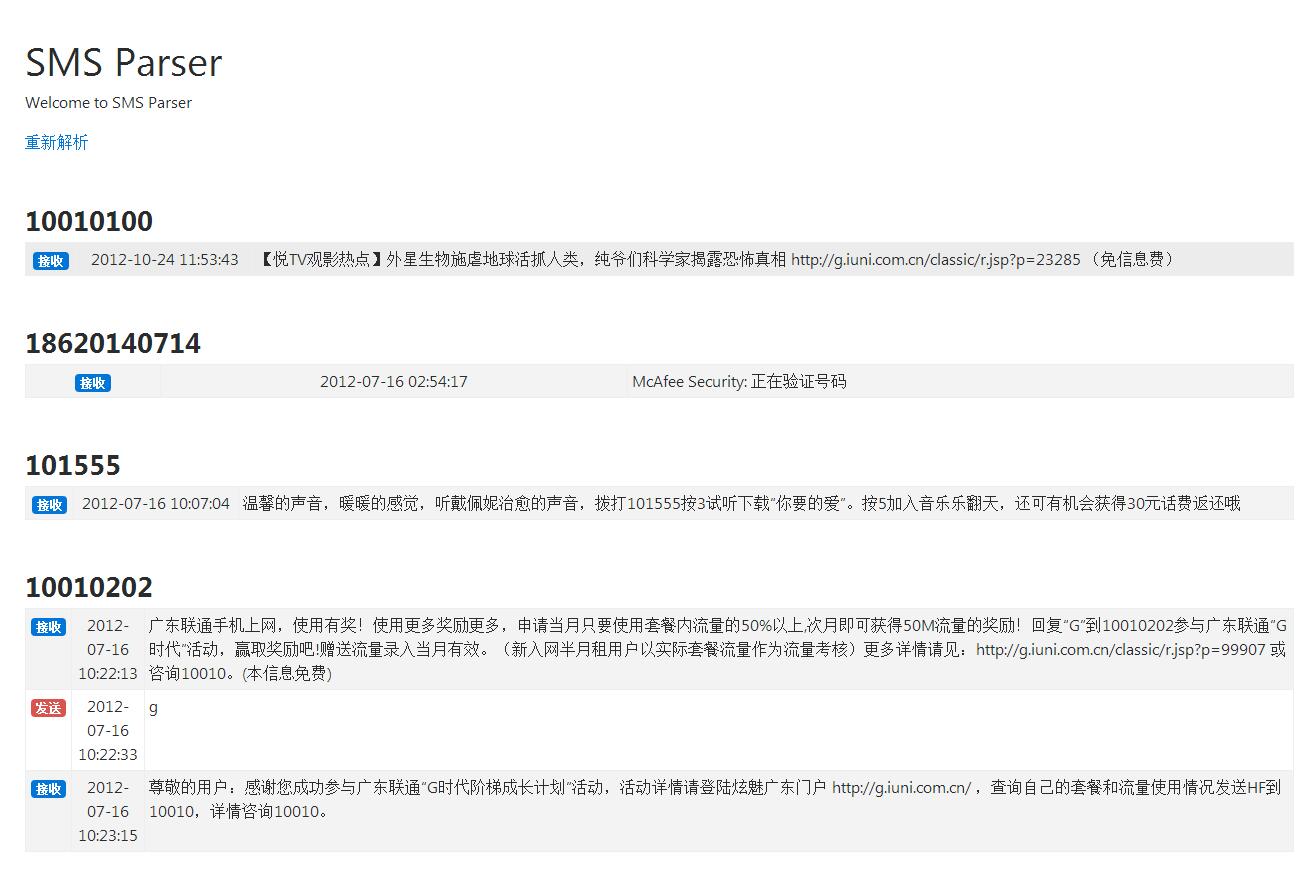 SMS Parser
Welcome to SMS Parser
重新解析
10010100
接收 2012-10-24 11:53:43 【悦TV观影热点】外星生物施虐地球活抓人类，纯爷们科学家揭露恐怖真相 http://g.iuni.com.cn/classic/r.jsp?p=23285 （免信息费）
18620140714
接收 2012-07-16 02:54:17 McAfee Security: 正在验证号码
101555
接收 2012-07-16 10:07:04 温馨的声音，暖暖的感觉，听戴佩妮治愈的声音，拨打101555按3试听下载“你要的爱”。按5加入音乐乐翻天，还可有机会获得30元话费返还哦
10010202
接收 2012- 广东联通手机上网，使用有奖！使用更多奖励更多，申请当月只要使用套餐内流量的50%以上,次月即可获得50M流量的奖励！回复“G”到10010202参与广东联通“G
07-16 时代”活动，赢取奖励吧!赠送流量录入当月有效。（新入网半月租用户以实际套餐流量作为流量考核）更多详情请见：http://g.iuni.com.cn/classic/r.jsp?p=99907 或
10:22:13 咨询10010。(本信息免费)
发送 2012- g
07-16
10:22:33
接收 2012- 尊敬的用户：感谢您成功参与广东联通“G时代阶梯成长计划”活动，活动详情请登陆炫魅广东门户 http://g.iuni.com.cn/ ，查询自己的套餐和流量使用情况发送HF到
07-16 10010，详情咨询10010。
10:23:15